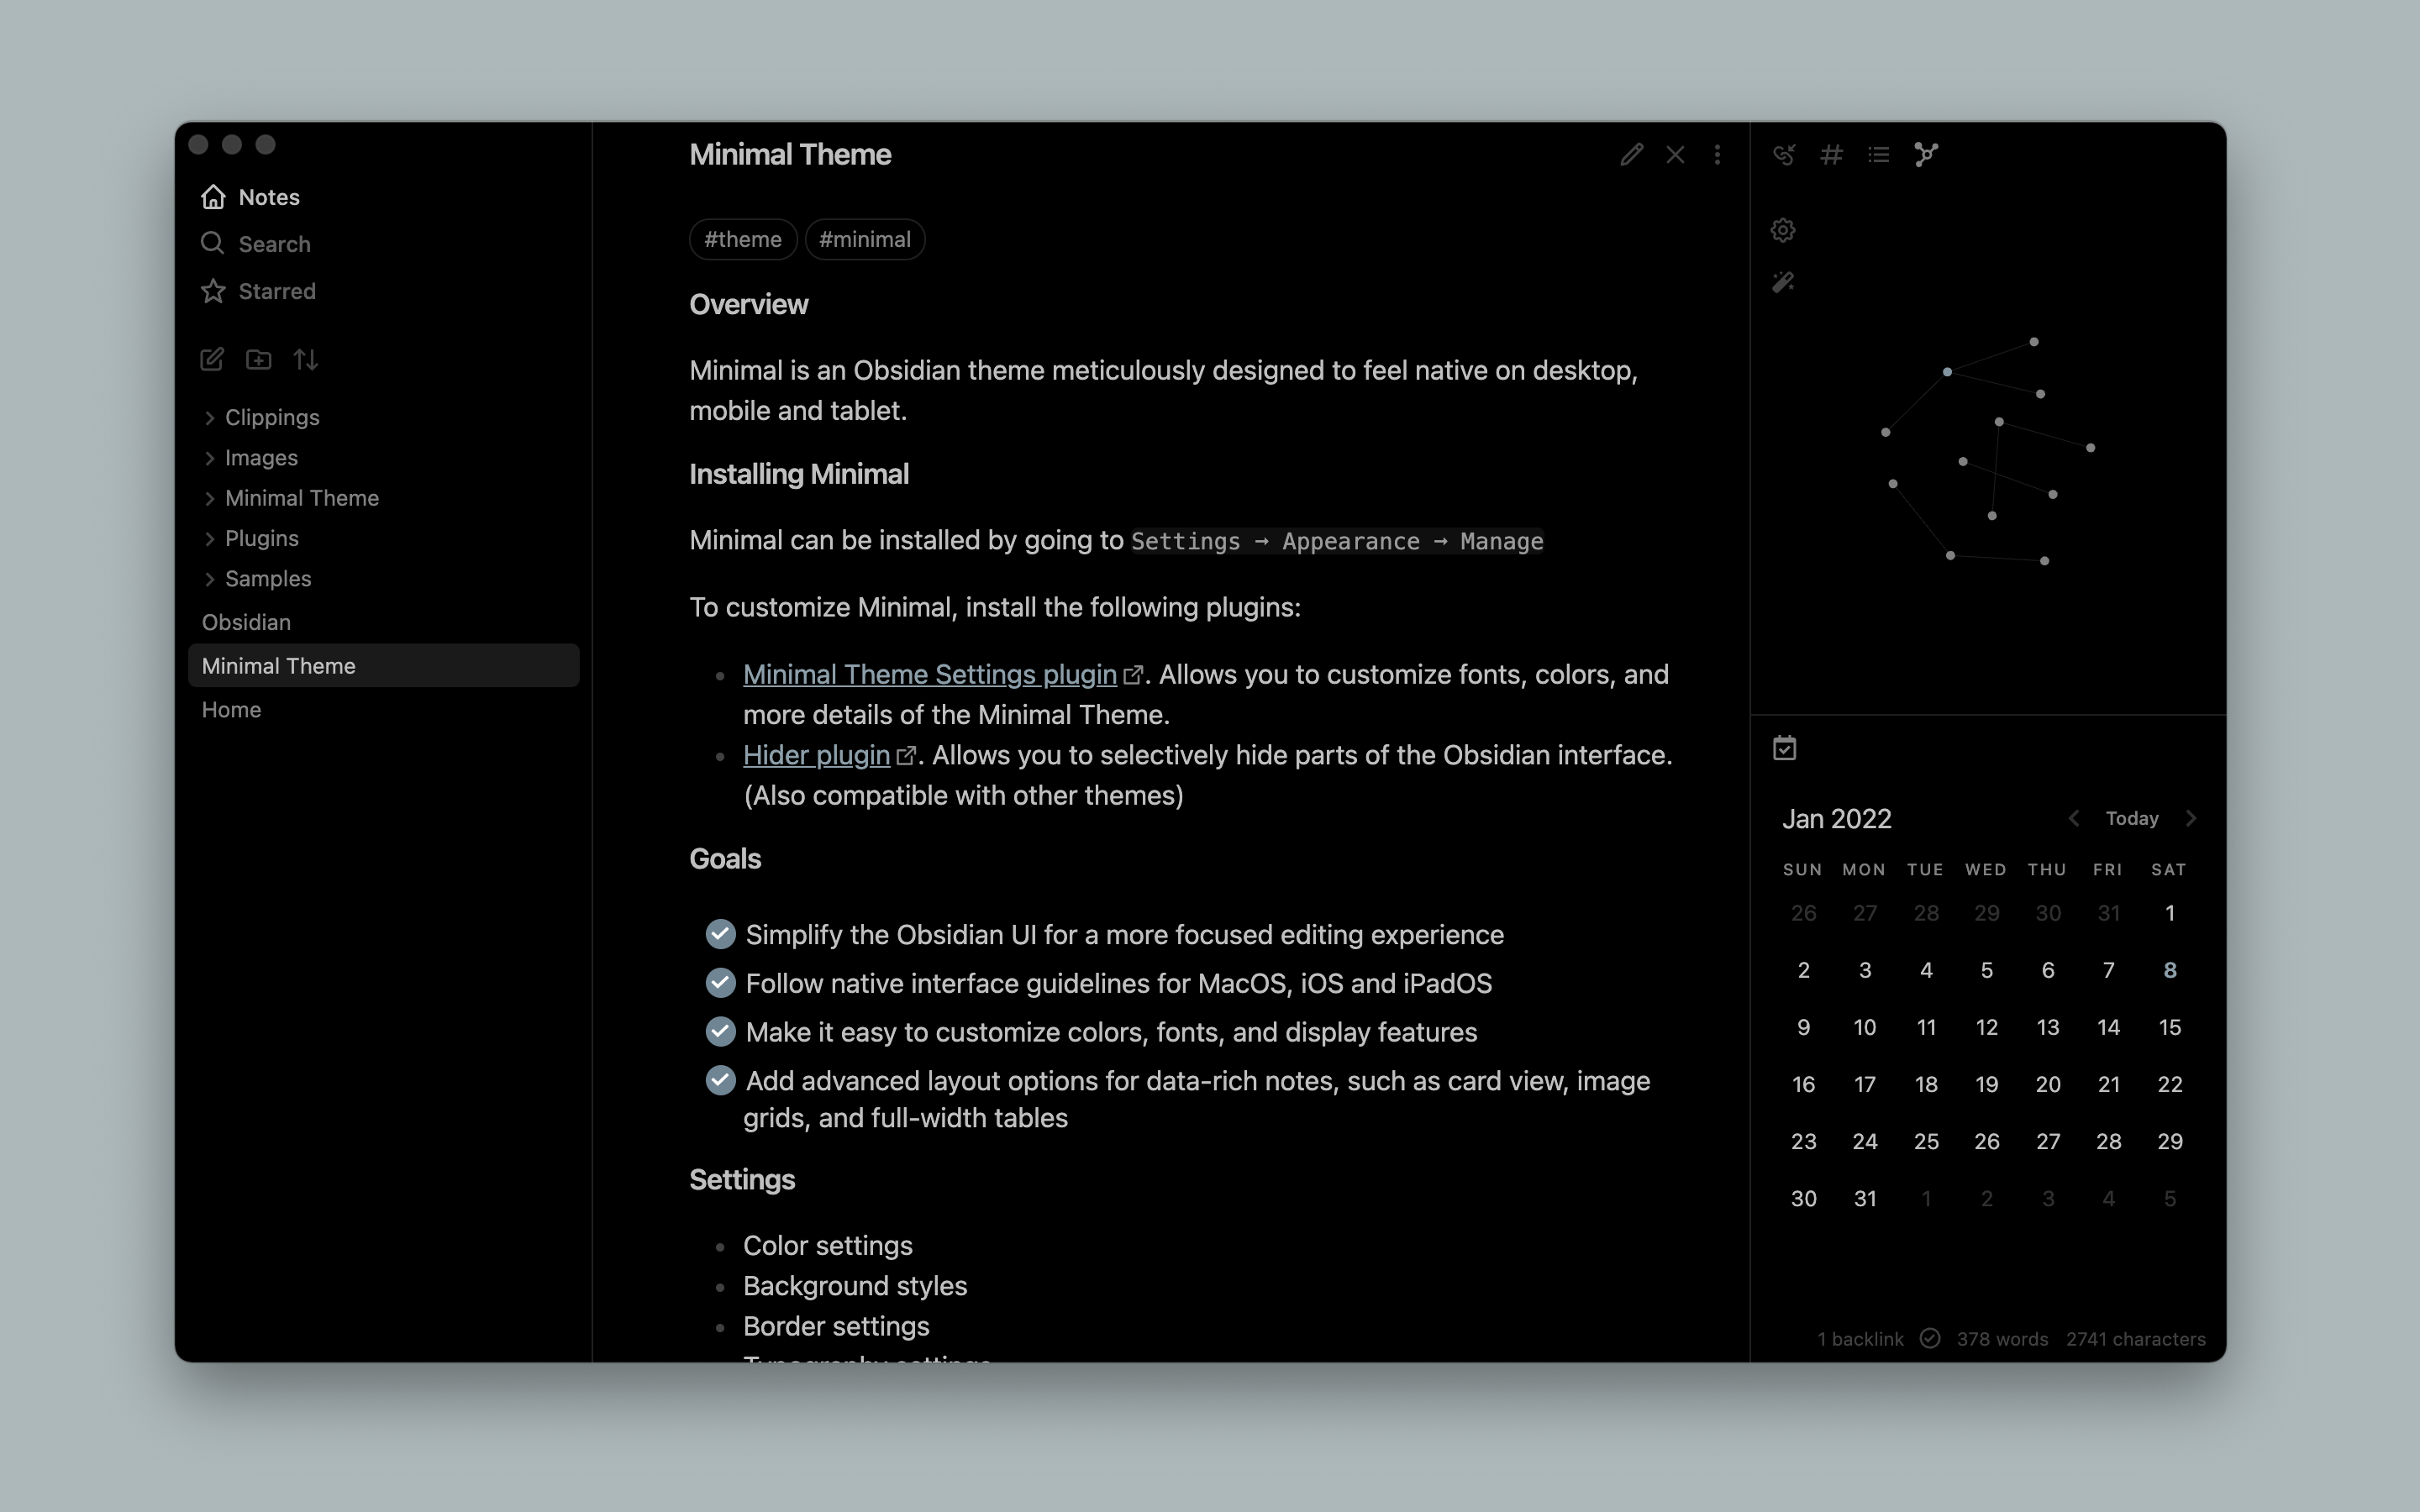 Notes
Search
Starred
Clippings
Images
Minimal Theme
Plugins
Samples
Obsidian
Minimal Theme
Home
Minimal Theme
#theme #minimal
Overview
Minimal is an Obsidian theme meticulously designed to feel native on desktop,
mobile and tablet.
Installing Minimal
Minimal can be installed by going to Settings → Appearance → Manage
To customize Minimal, install the following plugins:
Minimal Theme Settings plugin. Allows you to customize fonts, colors, and
more details of the Minimal Theme.
Hider plugin. Allows you to selectively hide parts of the Obsidian interface.
(Also compatible with other themes)
Goals
Simplify the Obsidian UI for a more focused editing experience
Follow native interface guidelines for MacOS, iOS and iPadOS
Make it easy to customize colors, fonts, and display features
Add advanced layout options for data-rich notes, such as card view, image
grids, and full-width tables
Settings
Color settings
Background styles
Border settings
Typography settings
Jan 2022 Today
SUN MON TUE WED THU FRI SAT
26 27 28 29 30 31 1
2 3 4 5 6 7 8
9 10 11 12 13 14 15
16 17 18 19 20 21 22
23 24 25 26 27 28 29
30 31 1 2 3 4 5
1 backlink 378 words 2741 characters